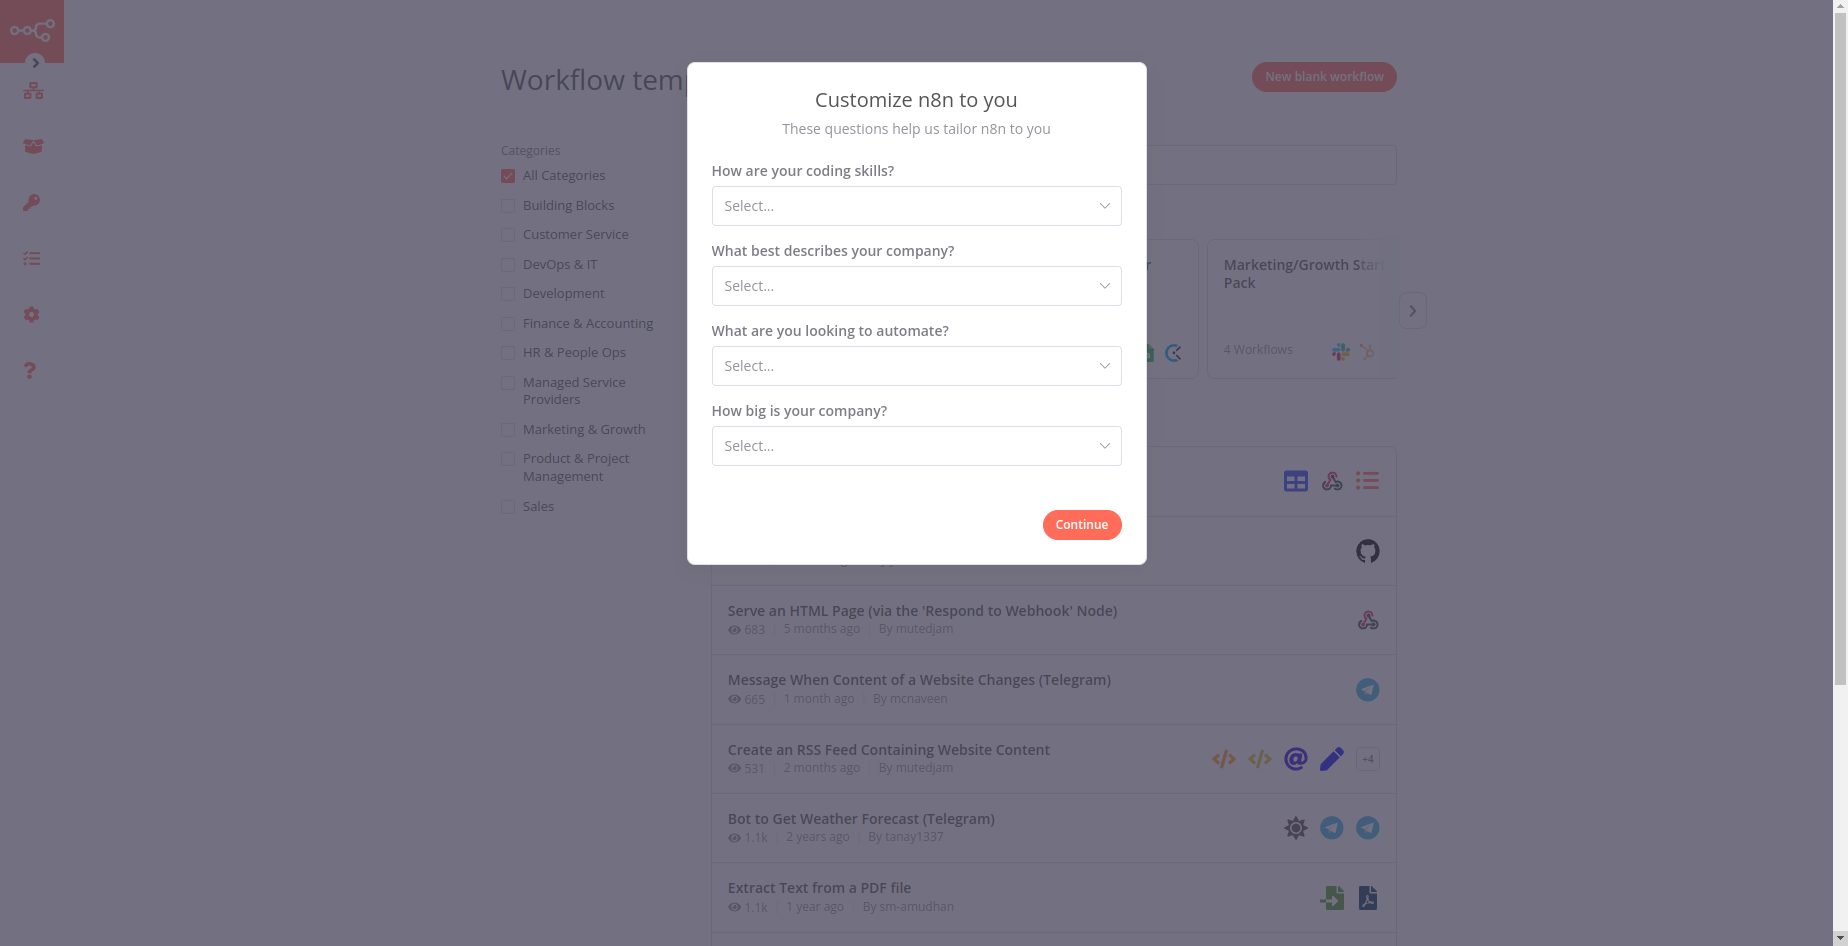 Workflow tem
New blank workflow
Categories
All Categories
Building Blocks
Customer Service
DevOps & IT
Development
Finance & Accounting
HR & People Ops
Managed Service
Providers
Marketing & Growth
Product & Project
Management
Sales
Customize n8n to you
These questions help us tailor n8n to you
How are your coding skills?
Select...
What best describes your company?
Select...
What are you looking to automate?
Select...
How big is your company?
Select...
Continue
Marketing/Growth Star
Pack
4 Workflows
Serve an HTML Page (via the 'Respond to Webhook' Node)
683 5 months ago By mutedjam
Message When Content of a Website Changes (Telegram)
665 1 month ago By mcnaveen
Create an RSS Feed Containing Website Content
531 2 months ago By mutedjam
+4
Bot to Get Weather Forecast (Telegram)
1.1k 2 years ago By tanay1337
Extract Text from a PDF file
1.1k 1 year ago By sm-amudhan